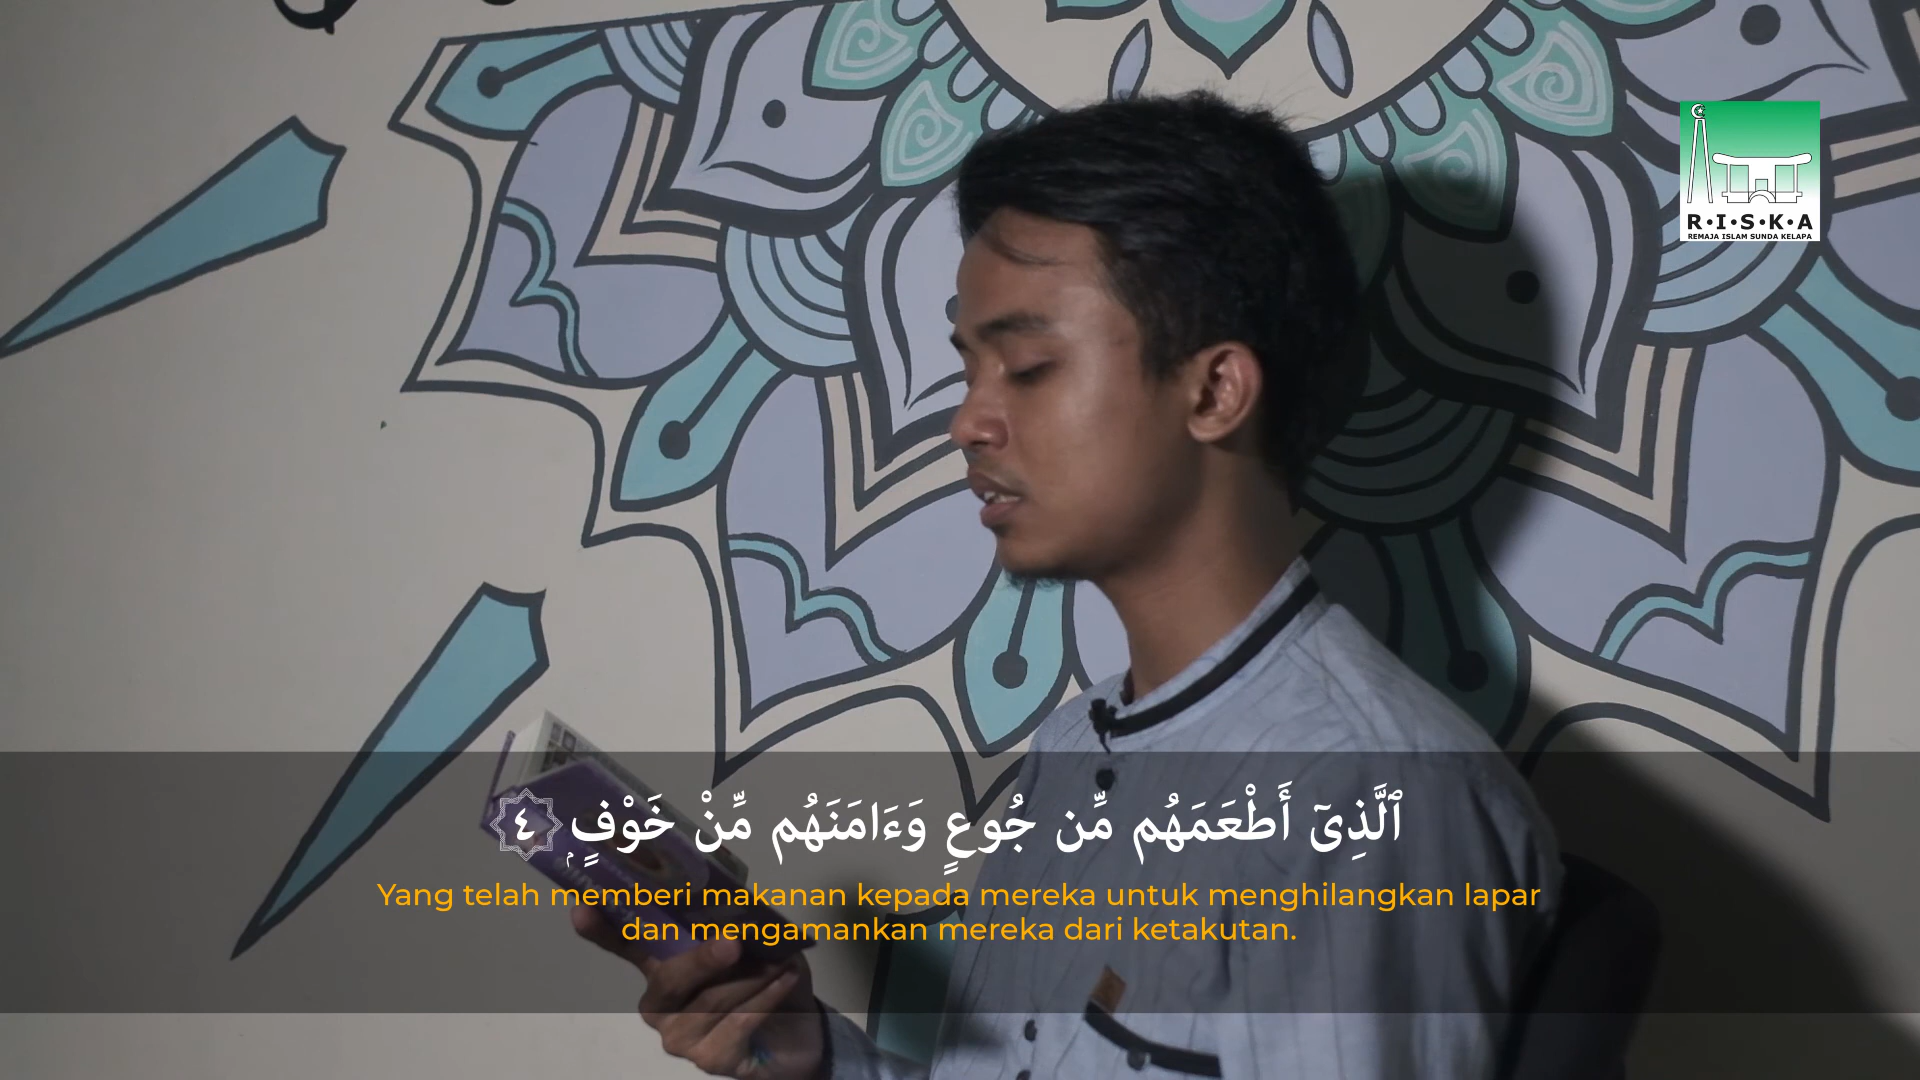 R•I•S•K•A
REMAJA ISLAM SUNDA KELAPA
ٱلَّذِىٓ أَطْعَمَهُم مِّن جُوعٍ وَءَامَنَهُم مِّنْ خَوْفٍۭ ٤
Yang telah memberi makanan kepada mereka untuk menghilangkan lapar
dan mengamankan mereka dari ketakutan.